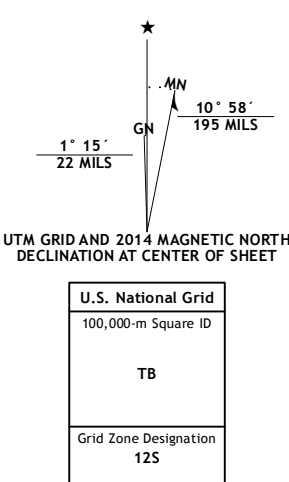 ★
MN
GN
10° 58´
195 MILS
1° 15´
22 MILS
UTM GRID AND 2014 MAGNETIC NORTH
DECLINATION AT CENTER OF SHEET
U.S. National Grid
100,000-m Square ID
TB
Grid Zone Designation
12S